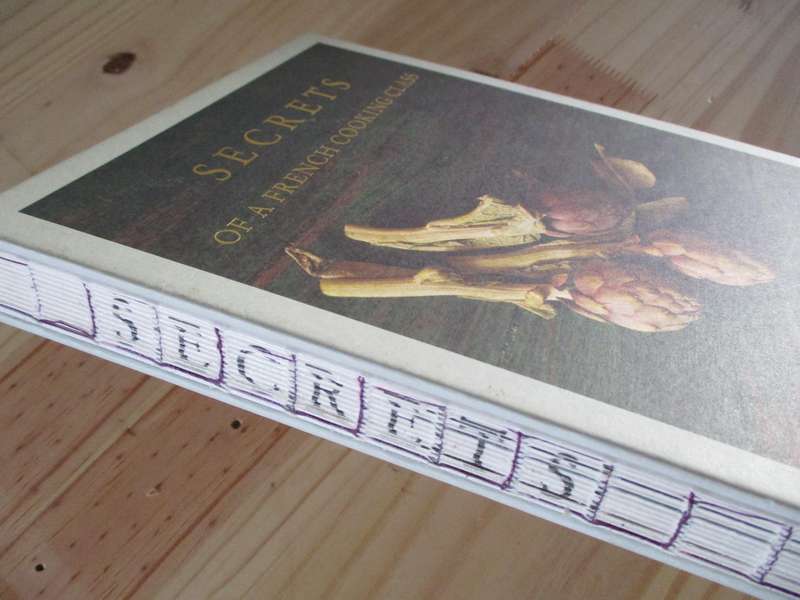 SECRETS
OF A FRENCH COOKING CLASS
SECRETS